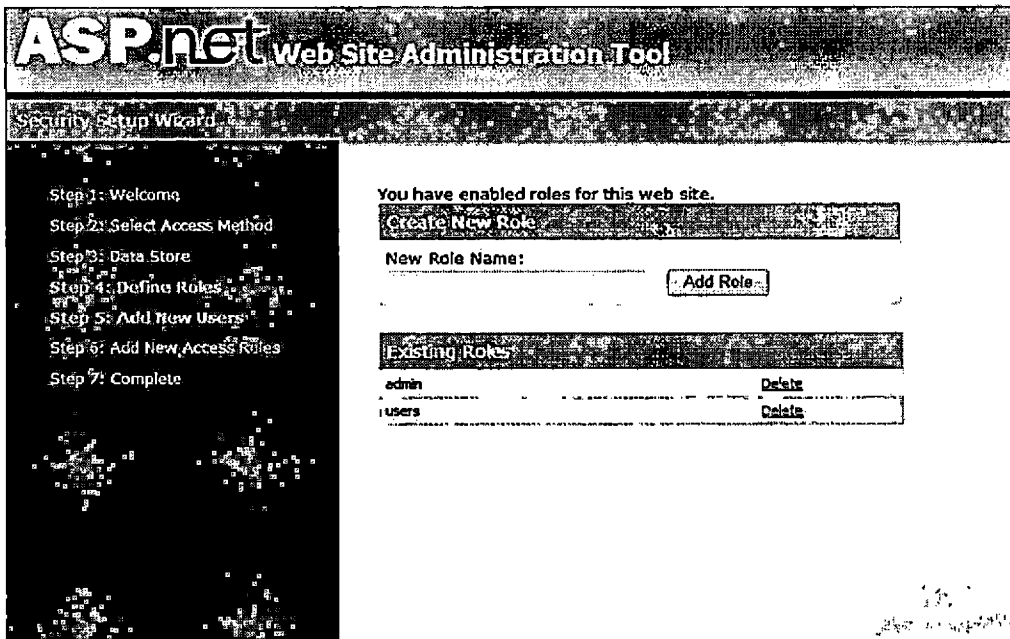 ASP.net Web Site Administration Tool
Security Setup Wizard
Step 1: Welcome
Step 2: Select Access Method
Step 3: Data Store
Step 4: Define Roles
Step 5: Add New Users
Step 6: Add New Access Rules
Step 7: Complete
You have enabled roles for this web site.
Create New Role
New Role Name:
Add Role
Existing Roles
admin Delete
users Delete